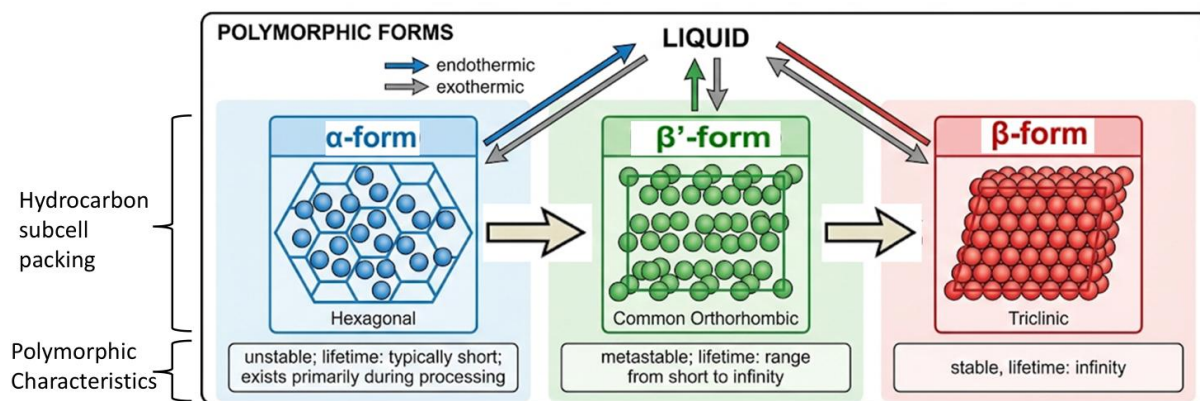 POLYMORPHIC FORMS
LIQUID
endothermic
exothermic
α-form
β’-form
β-form
Hydrocarbon
subcell
packing
Hexagonal
Common Orthorhombic
Triclinic
Polymorphic
Characteristics
unstable; lifetime: typically short;
exists primarily during processing
metastable; lifetime: range
from short to infinity
stable, lifetime: infinity